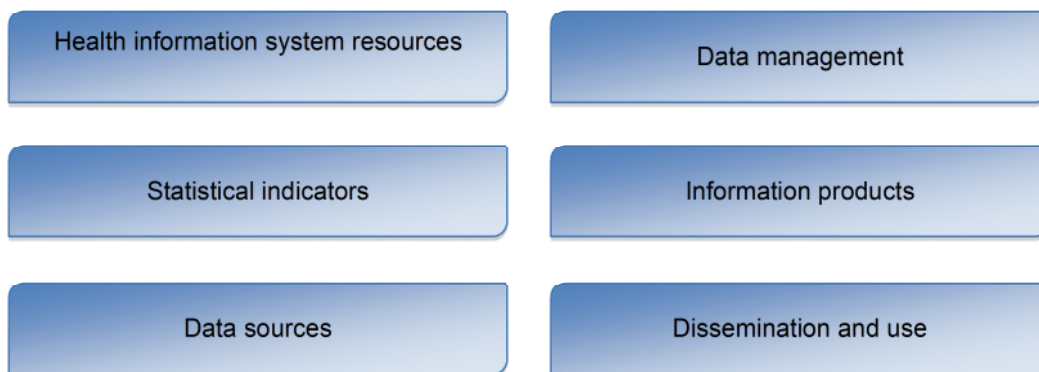 Health information system resources
Data management
Statistical indicators
Information products
Data sources
Dissemination and use